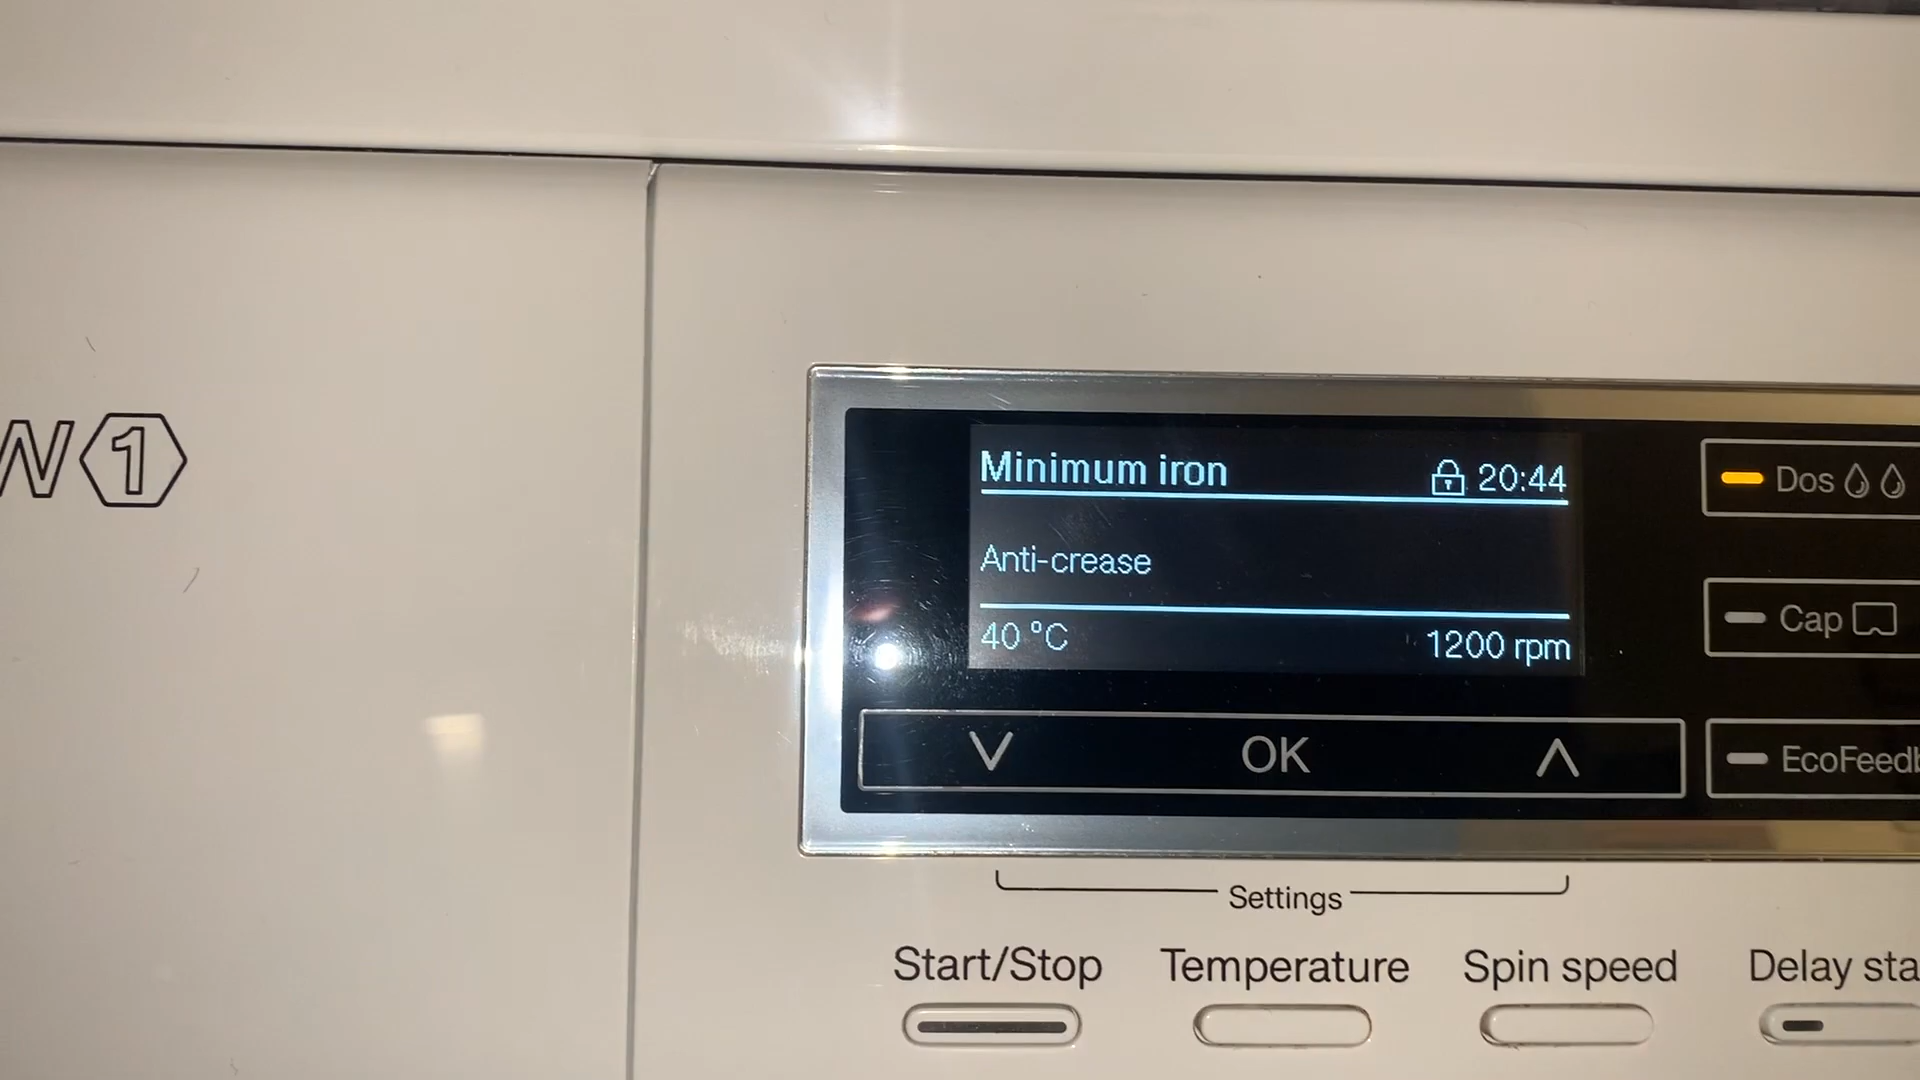 W1
Minimum iron 20:44
Anti-crease
40 °C 1200 rpm
OK
Dos
Cap
EcoFeedb
Settings
Start/Stop Temperature Spin speed Delay sta